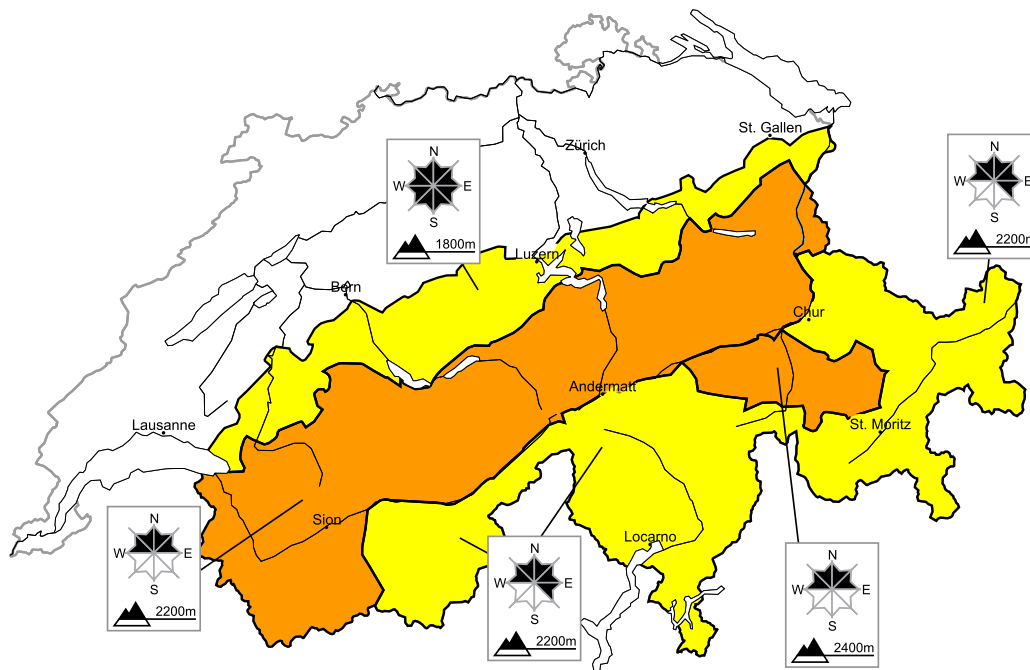 St. Gallen
Zürich
N
W E
S
1800m
N
W E
S
2200m
Luzern
Bern
Chur
Andermatt
Lausanne
St. Moritz
Sion
Locarno
N
W E
S
2200m
N
W E
S
2200m
N
W E
S
2400m